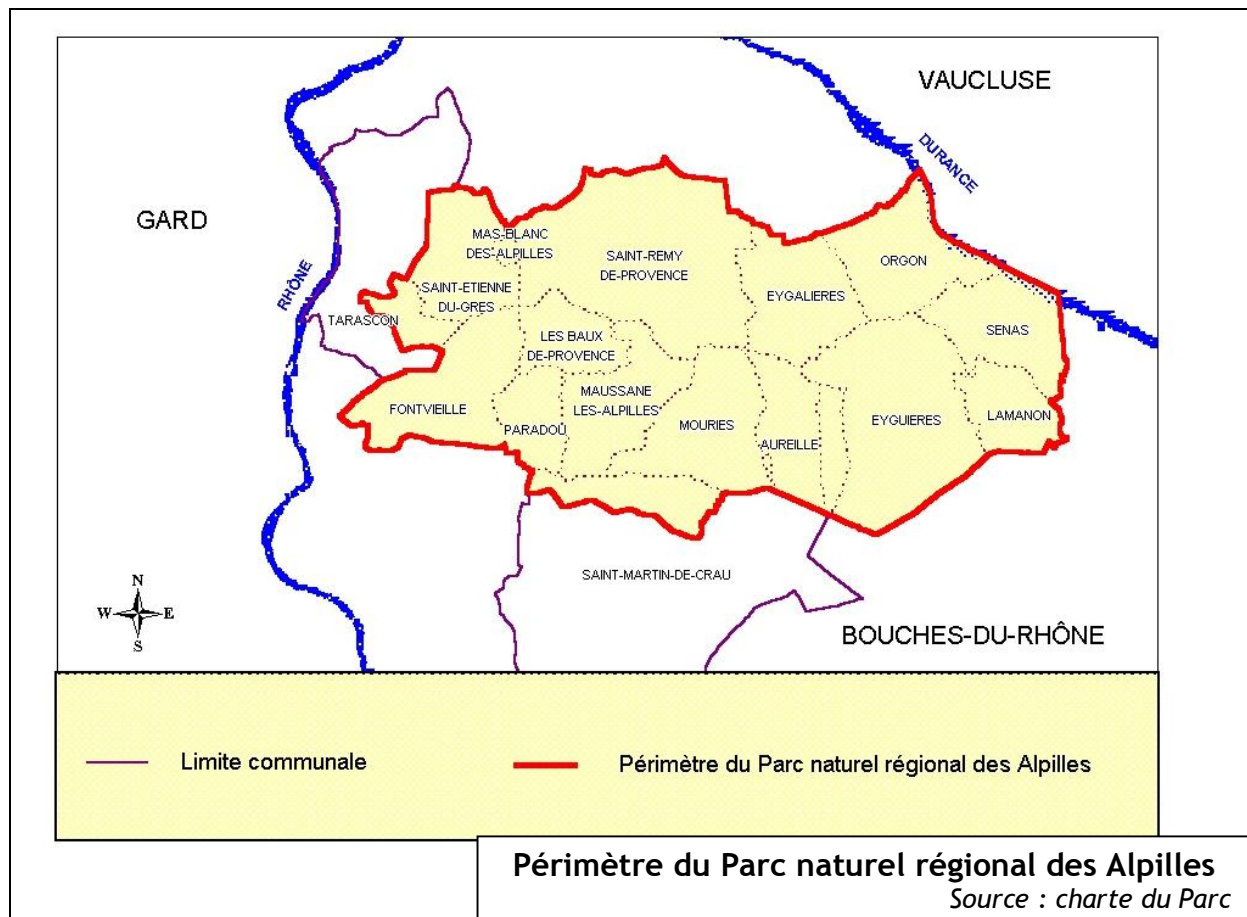 VAUCLUSE
DURANCE
GARD
RHÔNE
MAS-BLANC
DES-ALPILLES
SAINT-REMY
DE-PROVENCE
ORGON
SAINT-ETIENNE
DU-GRES
EYGALIERES
TARASCON
LES BAUX
DE-PROVENCE
SENAS
MAUSSANE
LES-ALPILLES
FONTVIEILLE
PARADOÛ
MOURIES
AUREILLE
EYGUIERES
LAMANON
SAINT-MARTIN-DE-CRAU
N
W E
S
BOUCHES-DU-RHÔNE
Limite communale
Périmètre du Parc naturel régional des Alpilles
Périmètre du Parc naturel régional des Alpilles
Source : charte du Parc